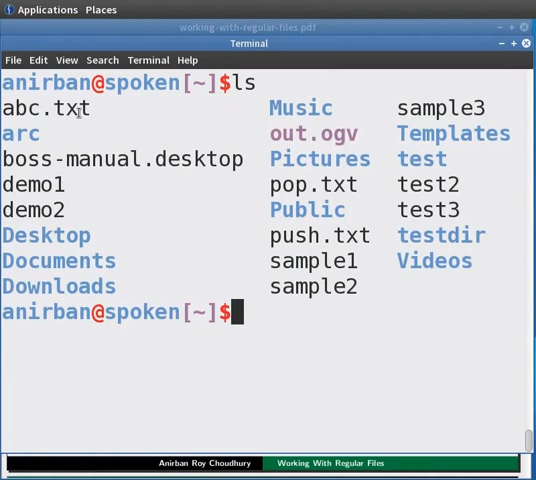 Applications Places
working-with-regular-files.pdf
Terminal
File Edit View Search Terminal Help
anirban@spoken[~]$ls
abc.txt Music sample3
arc out.ogv Templates
boss-manual.desktop Pictures test
demo1 pop.txt test2
demo2 Public test3
Desktop push.txt testdir
Documents sample1 Videos
Downloads sample2
anirban@spoken[~]$
Anirban Roy Choudhury Working With Regular Files